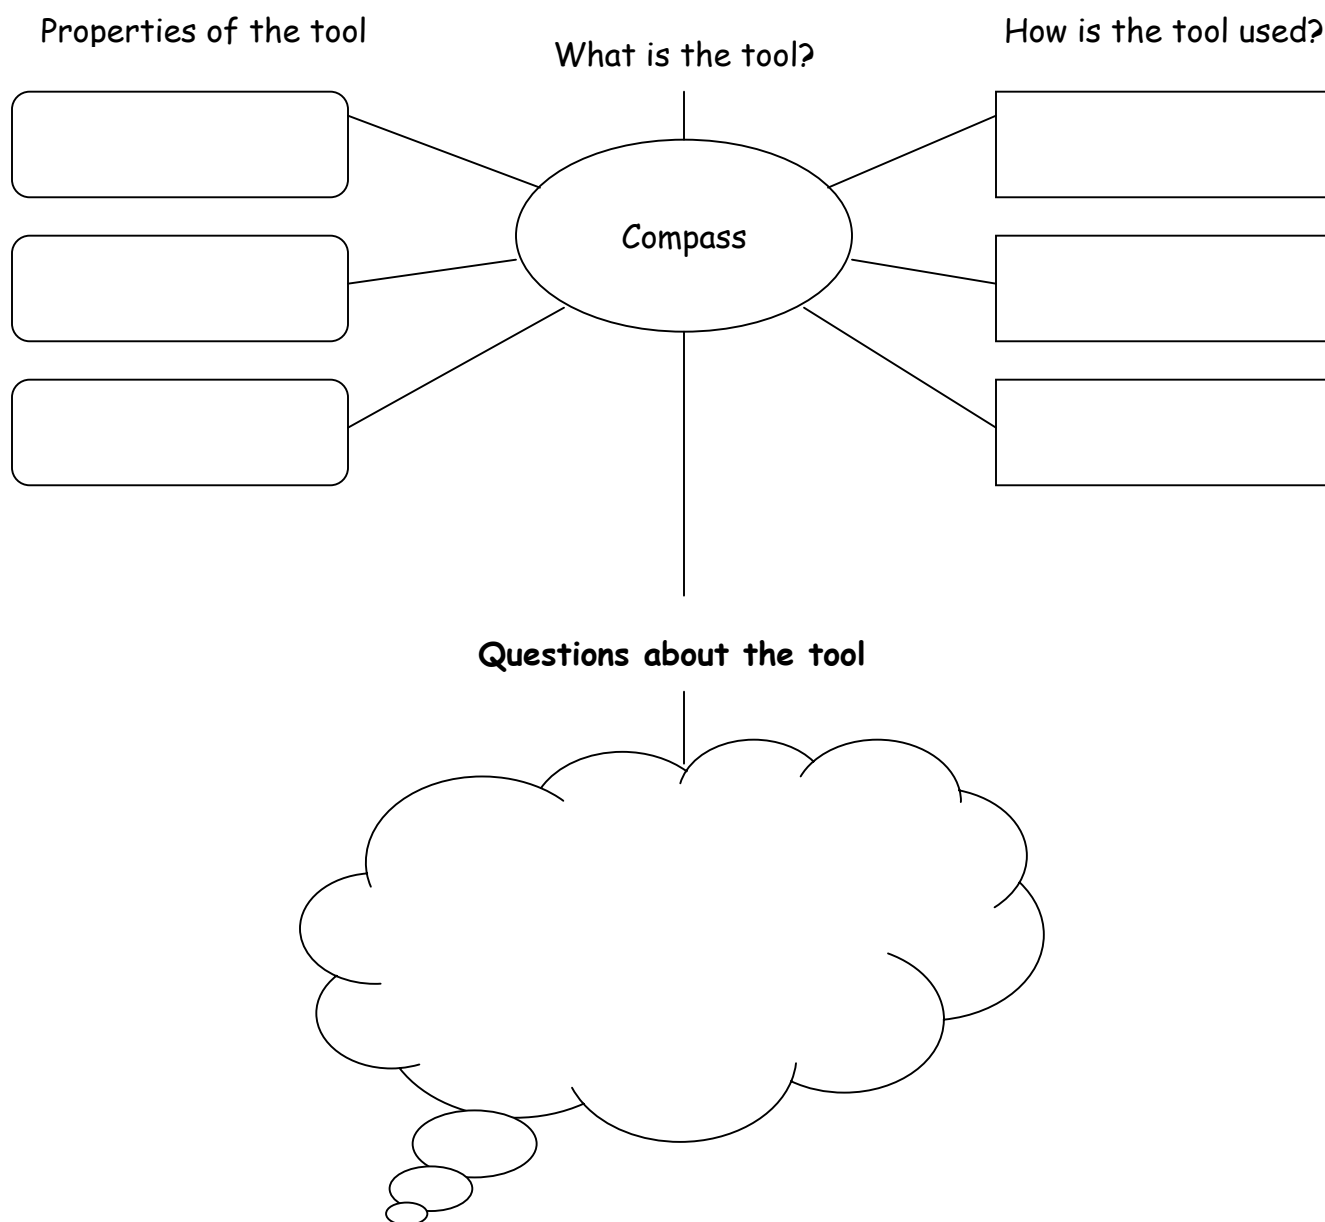 Properties of the tool
What is the tool?
How is the tool used?
Compass
Questions about the tool